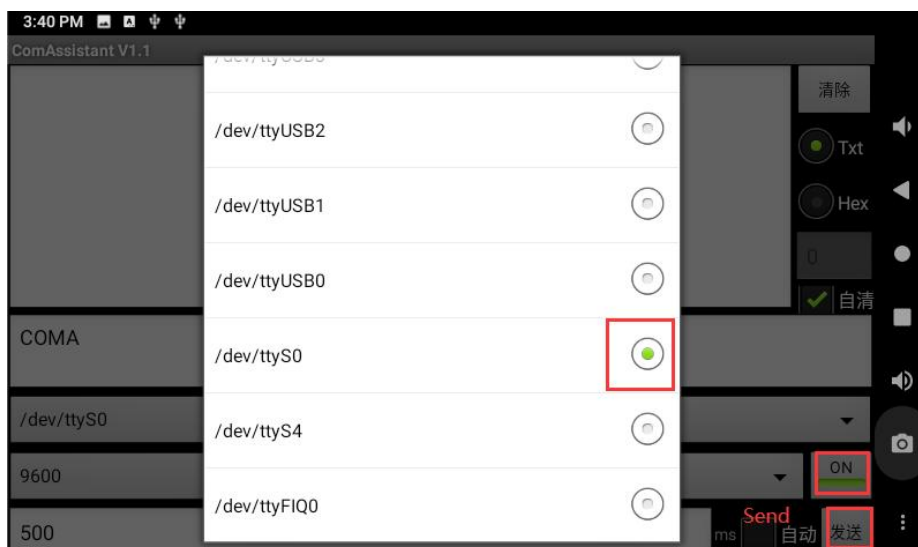 3:40 PM
ComAssistant V1.1
清除
/dev/ttyUSB2
Txt
/dev/ttyUSB1
Hex
/dev/ttyUSB0
0
自清
COMA
/dev/ttyS0
/dev/ttyS0
/dev/ttyS4
9600
ON
/dev/ttyFIQ0
Send
500
ms
自动
发送